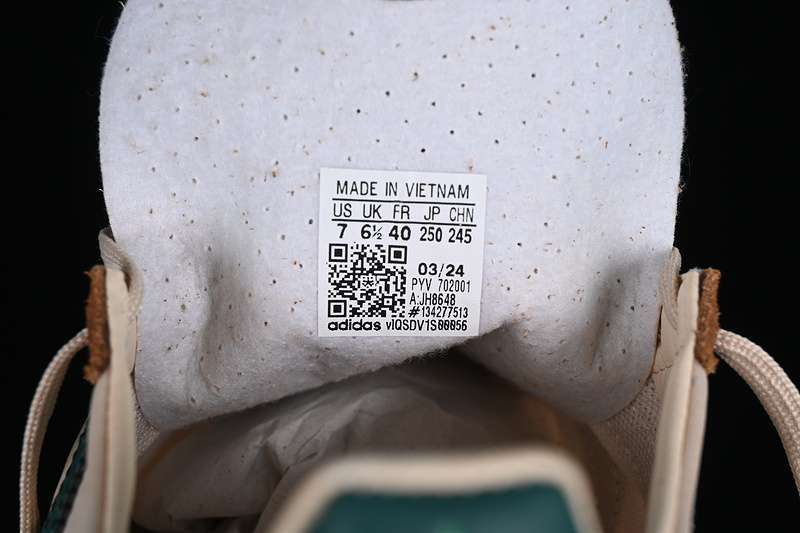 MADE IN VIETNAM
US UK FR JP CHN
7 6½ 40 250 245
03/24
PYV 702001
A:JH8648
#134277513
adidas vIQSDV1S00056